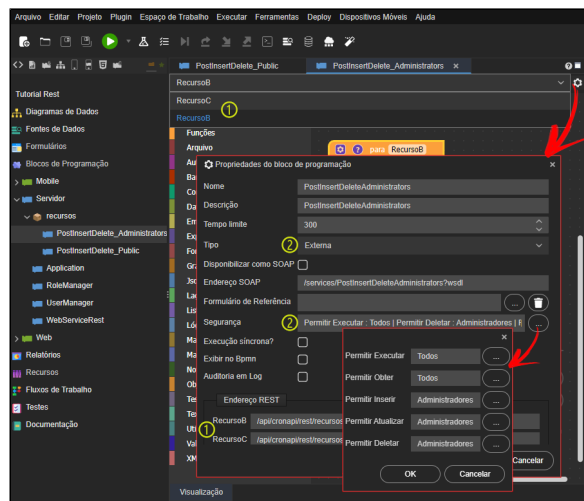 Arquivo Editar Projeto Plugin Espaço de Trabalho Executar Ferramentas Deploy Dispositivos Móveis Ajuda
PostInsertDelete_Public
PostInsertDelete_Administrators ×
RecursoB
RecursoC
RecursoB
1
Tutorial Rest
Diagramas de Dados
Fontes de Dados
Formulários
Blocos de Programação
Mobile
Servidor
recursos
PostInsertDelete_Administrators
PostInsertDelete_Public
Application
RoleManager
UserManager
WebServiceRest
Web
Relatórios
Recursos
Fluxos de Trabalho
Testes
Documentação
Funções
Arquivo
para RecursoB
Propriedades do bloco de programação ×
Nome PostInsertDeleteAdministrators
Descrição PostInsertDeleteAdministrators
Tempo limite 300
Tipo 2 Externa
Disponibilizar como SOAP
Endereço SOAP /services/PostInsertDeleteAdministrators?wsdl
Formulário de Referência ...
Segurança 2 Permitir Executar : Todos | Permitir Deletar : Administradores | ...
Execução síncrona?
Exibir no Bpmn
Auditoria em Log
Endereço REST
1
RecursoB /api/cronapi/rest/recursos
RecursoC /api/cronapi/rest/recursos
Cancelar
×
Permitir Executar Todos ...
Permitir Obter Todos ...
Permitir Inserir Administradores ...
Permitir Atualizar Administradores ...
Permitir Deletar Administradores ...
OK Cancelar
Visualização